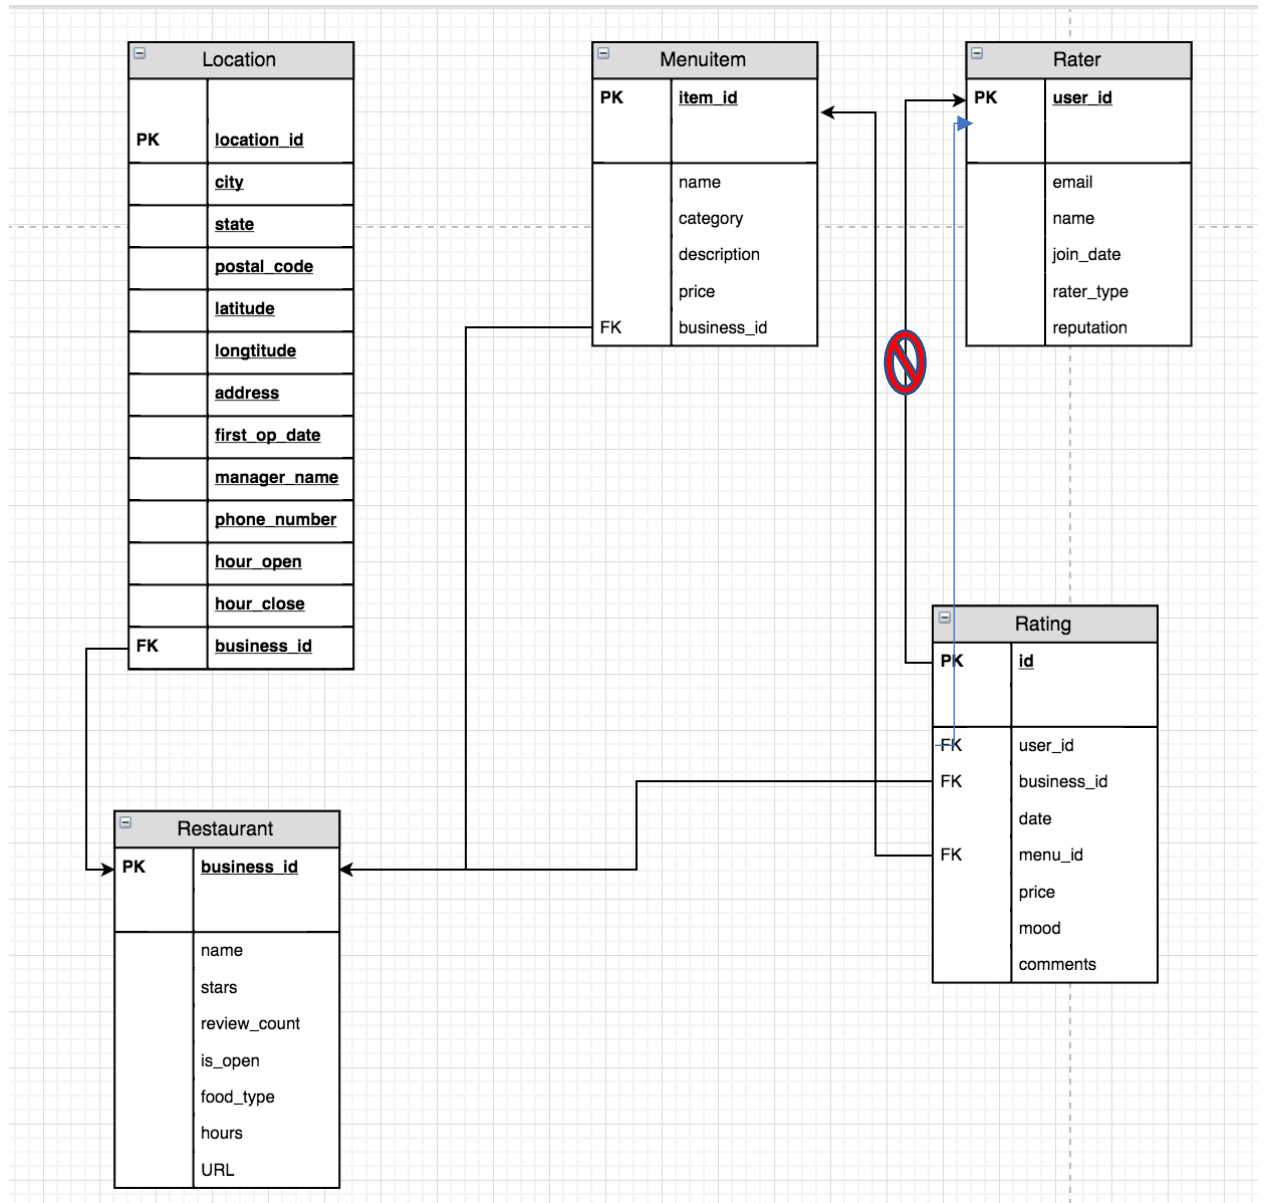 Location
PK location_id
city
state
postal_code
latitude
longtitude
address
first_op_date
manager_name
phone_number
hour_open
hour_close
FK business_id
Menuitem
PK item_id
name
category
description
price
FK business_id
Rater
PK user_id
email
name
join_date
rater_type
reputation
Rating
PK id
FK user_id
FK business_id
date
FK menu_id
price
mood
comments
Restaurant
PK business_id
name
stars
review_count
is_open
food_type
hours
URL